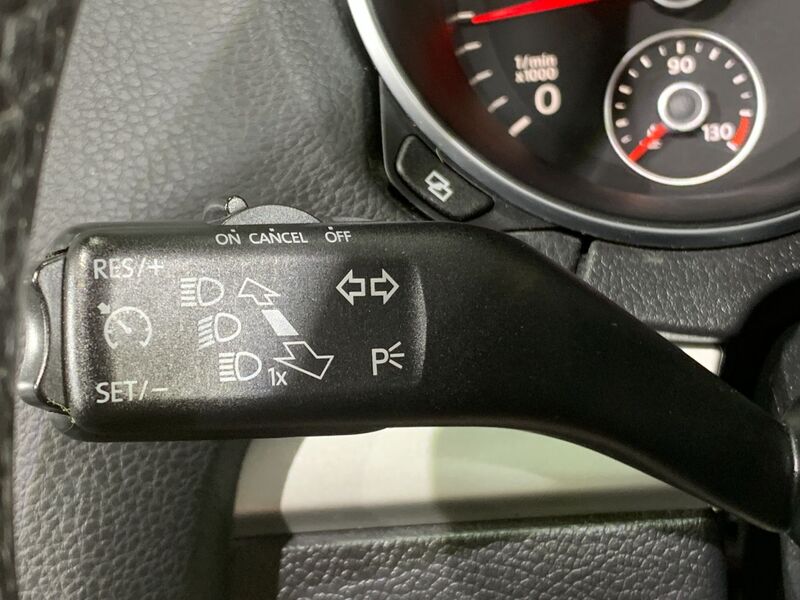 1/min
x1000
0
90
130
ON CANCEL OFF
RES/+
SET/-
1x
P